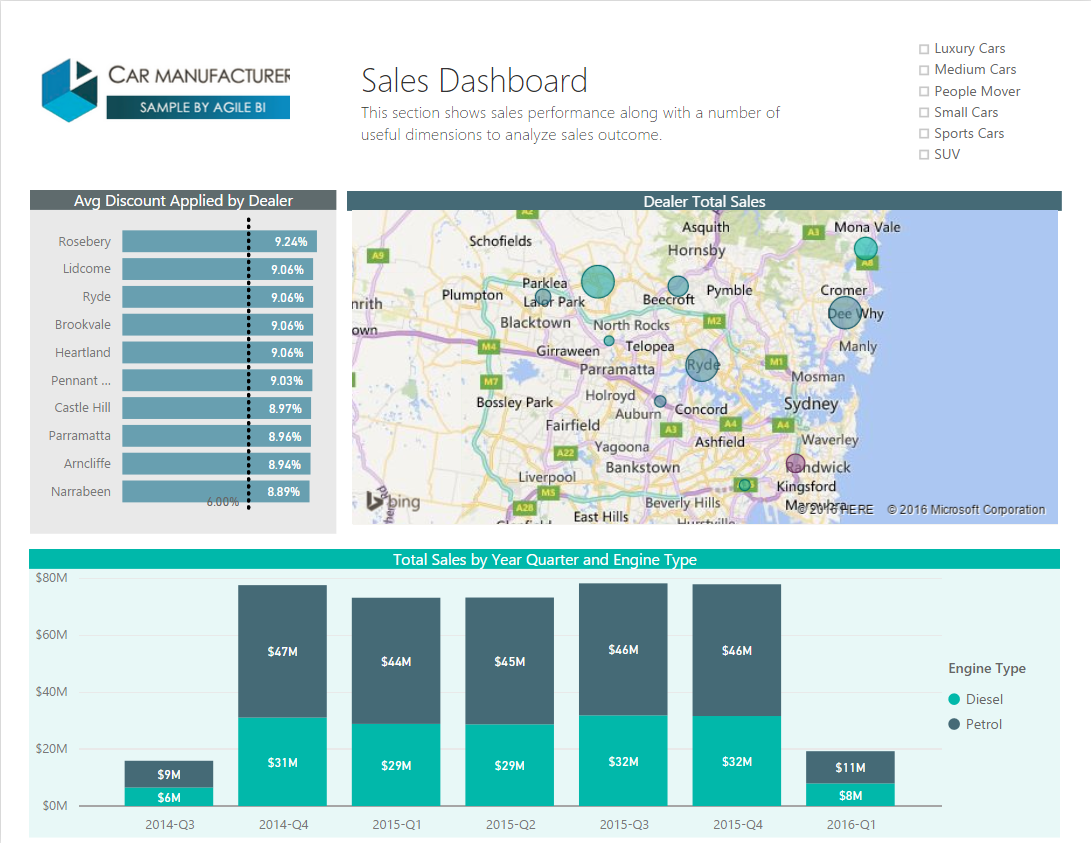 CAR MANUFACTURER
SAMPLE BY AGILE BI
Sales Dashboard
This section shows sales performance along with a number of
useful dimensions to analyze sales outcome.
Luxury Cars
Medium Cars
People Mover
Small Cars
Sports Cars
SUV
Avg Discount Applied by Dealer
Rosebery 9.24%
Lidcome 9.06%
Ryde 9.06%
Brookvale 9.06%
Heartland 9.06%
Pennant ... 9.03%
Castle Hill 8.97%
Parramatta 8.96%
Arncliffe 8.94%
Narrabeen 8.89%
6.00%
Dealer Total Sales
A2
Asquith
A3
Mona Vale
Schofields
Hornsby
A9
A8
Parklea
Plumpton
Lalor Park
Beecroft
Pymble
Cromer
nrith
Dee Why
own
Blacktown
North Rocks
M2
M4
Girraween
Telopea
Manly
Parramatta
Ryde
M1
M7
Mosman
Bossley Park
Holroyd
Auburn
Concord
Sydney
Fairfield
A3
A4
A4
Ashfield
Waverley
A22
Yagoona
Bankstown
Randwick
Liverpool
Kingsford
M5
bing
A28
Beverly Hills
East Hills
Hurstville
© 2016 HERE
© 2016 Microsoft Corporation
Total Sales by Year Quarter and Engine Type
$80M
$60M
$40M
$20M
$0M
$9M
$6M
$47M
$31M
$44M
$29M
$45M
$29M
$46M
$32M
$46M
$32M
$11M
$8M
2014-Q3
2014-Q4
2015-Q1
2015-Q2
2015-Q3
2015-Q4
2016-Q1
Engine Type
Diesel
Petrol